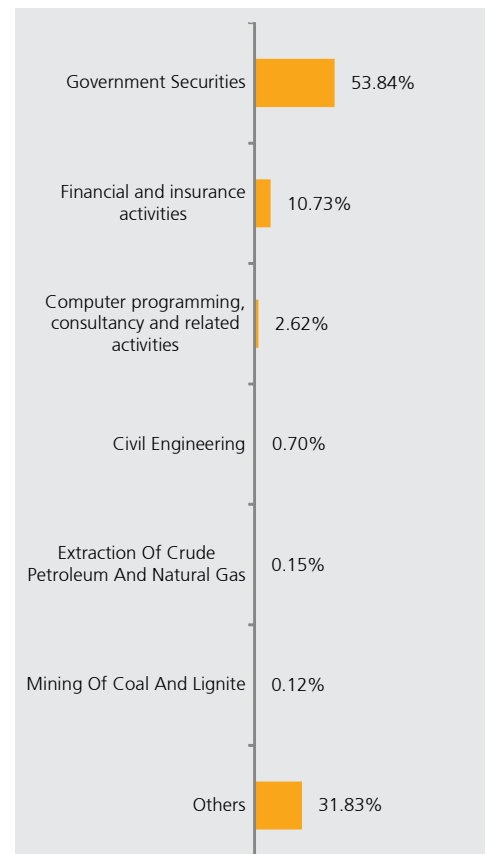 Government Securities
53.84%
Financial and insurance
activities
10.73%
Computer programming,
consultancy and related
activities
2.62%
Civil Engineering
0.70%
Extraction Of Crude
Petroleum And Natural Gas
0.15%
Mining Of Coal And Lignite
0.12%
Others
31.83%